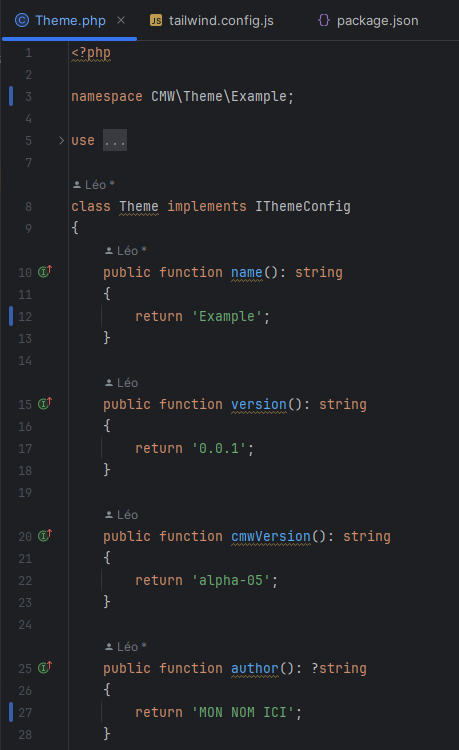 Theme.php × JS tailwind.config.js {} package.json
1 <?php
2
3 namespace CMW\Theme\Example;
4
5 use ...
7
Léo *
8 class Theme implements IThemeConfig
9 {
Léo *
10 public function name(): string
11 {
12 return 'Example';
13 }
14
Léo
15 public function version(): string
16 {
17 return '0.0.1';
18 }
19
Léo
20 public function cmwVersion(): string
21 {
22 return 'alpha-05';
23 }
24
Léo *
25 public function author(): ?string
26 {
27 return 'MON NOM ICI';
28 }